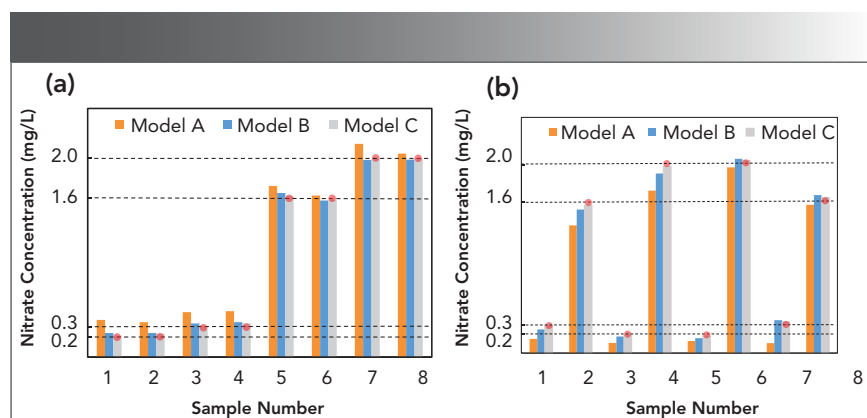 (a)
Model A Model B Model C
Nitrate Concentration (mg/L)
2.0
1.6
0.3
0.2
1 2 3 4 5 6 7 8
Sample Number
(b)
Model A Model B Model C
Nitrate Concentration (mg/L)
2.0
1.6
0.3
0.2
1 2 3 4 5 6 7 8
Sample Number